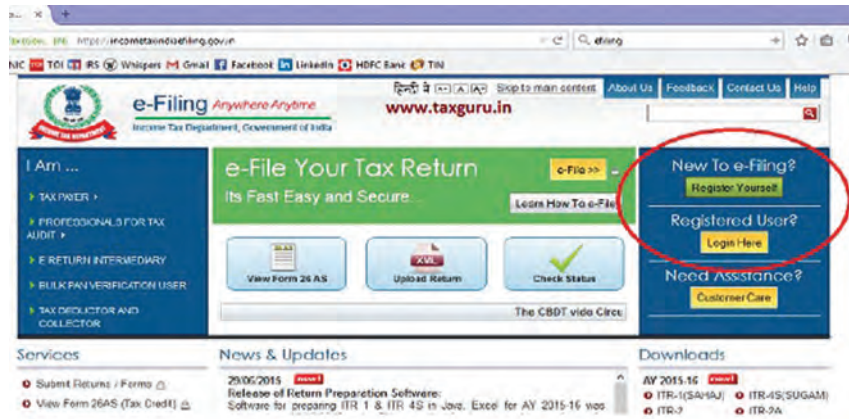 https://incometaxindiaefiling.gov.in
efiling
NIC TOI IRS Whispers Gmail Facebook LinkedIn HDFC Bank TIN
हिन्दी में A- A A+ Skip to main content About Us Feedback Contact Us Help
e-Filing Anywhere Anytime
Income Tax Department, Government of India
www.taxguru.in
I Am ...
TAX PAYER
PROFESSIONALS FOR TAX
AUDIT
E RETURN INTERMEDIARY
BULK PAN VERIFICATION USER
TAX DEDUCTOR AND
COLLECTOR
e-File Your Tax Return
Its Fast Easy and Secure...
e-File >>
Learn How To e-File
View Form 26 AS
XML
Upload Return
Check Status
The CBDT vide Circu
New To e-Filing?
Register Yourself
Registered User?
Login Here
Need Assistance?
Customer Care
Services
Submit Returns / Forms
View Form 26AS (Tax Credit)
News & Updates
29/06/2015 new!
Release of Return Preparation Software:
Software for preparing ITR 1 & ITR 4S in Java, Excel for AY 2015-16 was
Downloads
AY 2015-16 new!
ITR-1(SAHAJ) ITR-4S(SUGAM)
ITR-2 ITR-2A